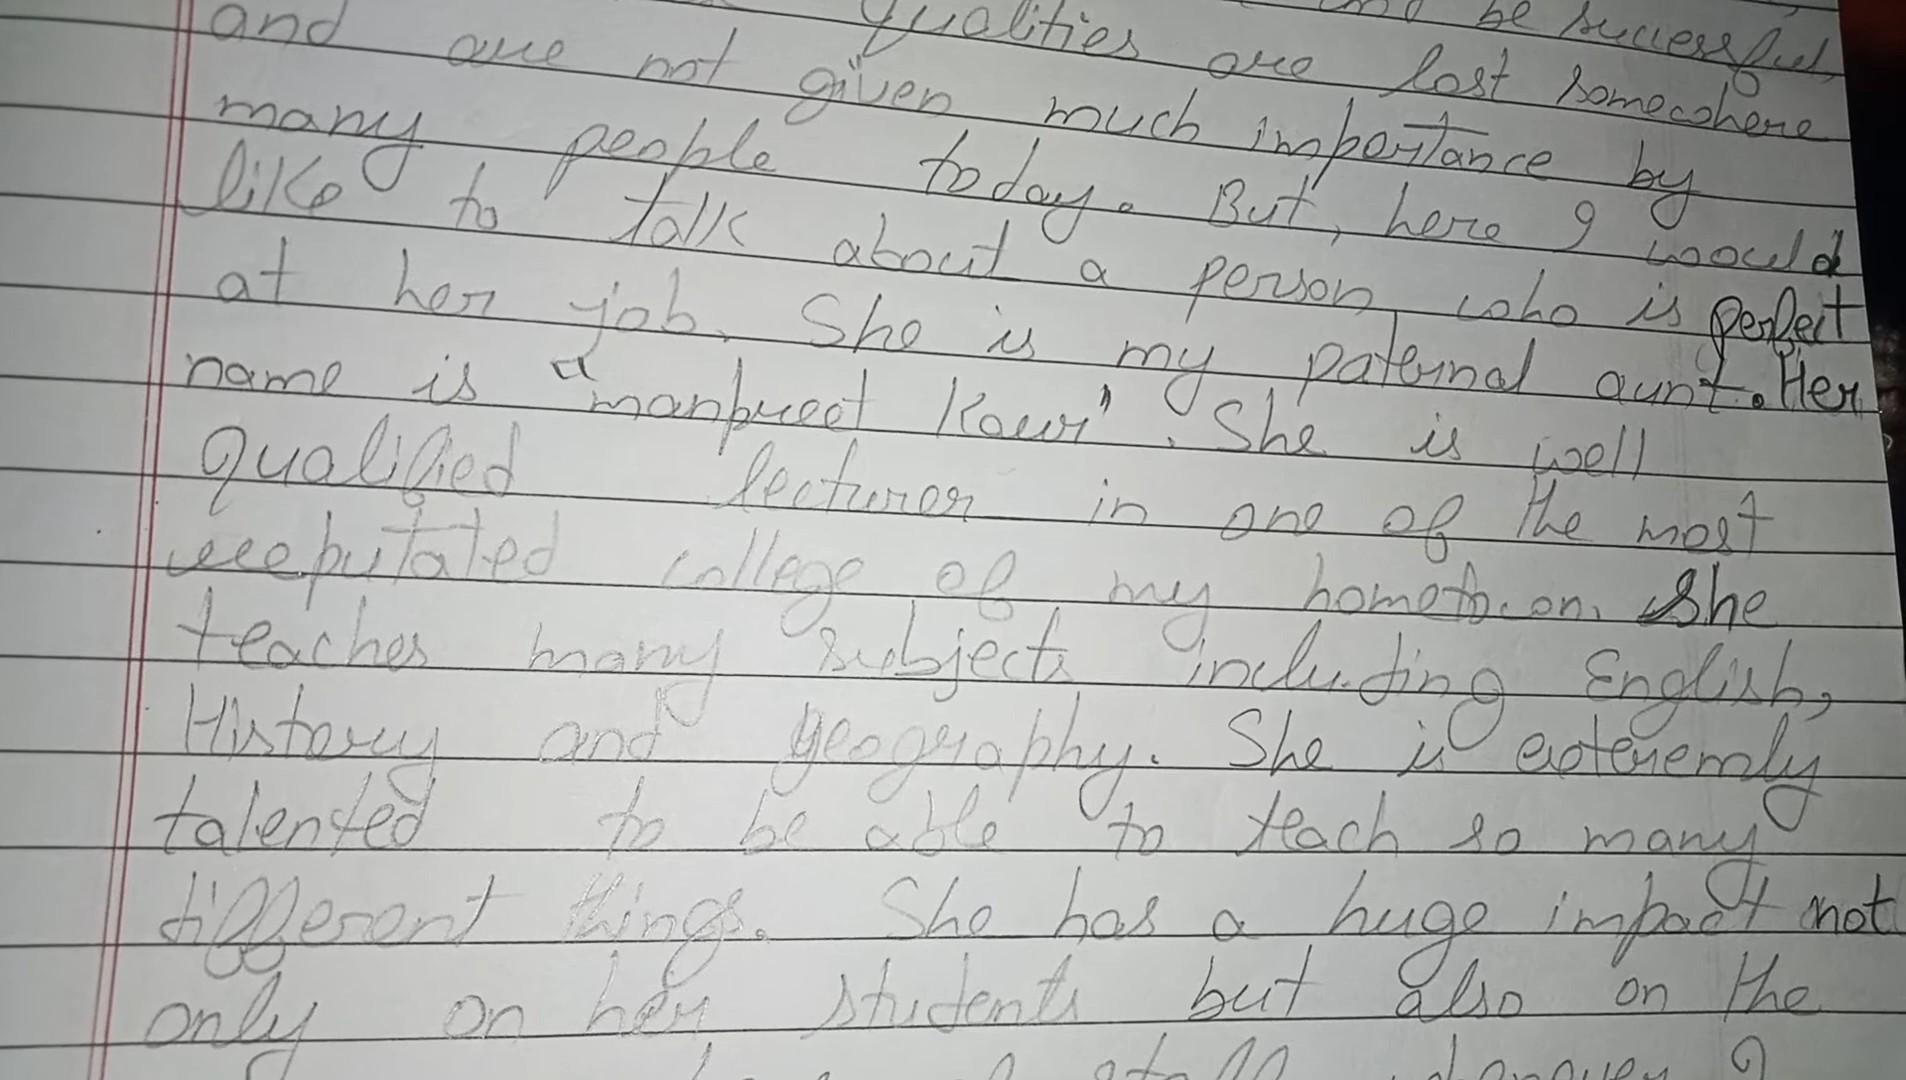 be successful,
qualities are lost somewhere
and are not given much importance by
many people today. But, here I would
like to talk about a person who is perfect
at her job. She is my paternal aunt. Her
name is "manpreet Kaur". She is well
qualified lecturer in one of the most
reeputated college of my hometown. She
teaches many subjects including English,
History and geography. She is exteremly
talented to be able to teach so many
different things. She has a huge impact not
only on her students but also on the